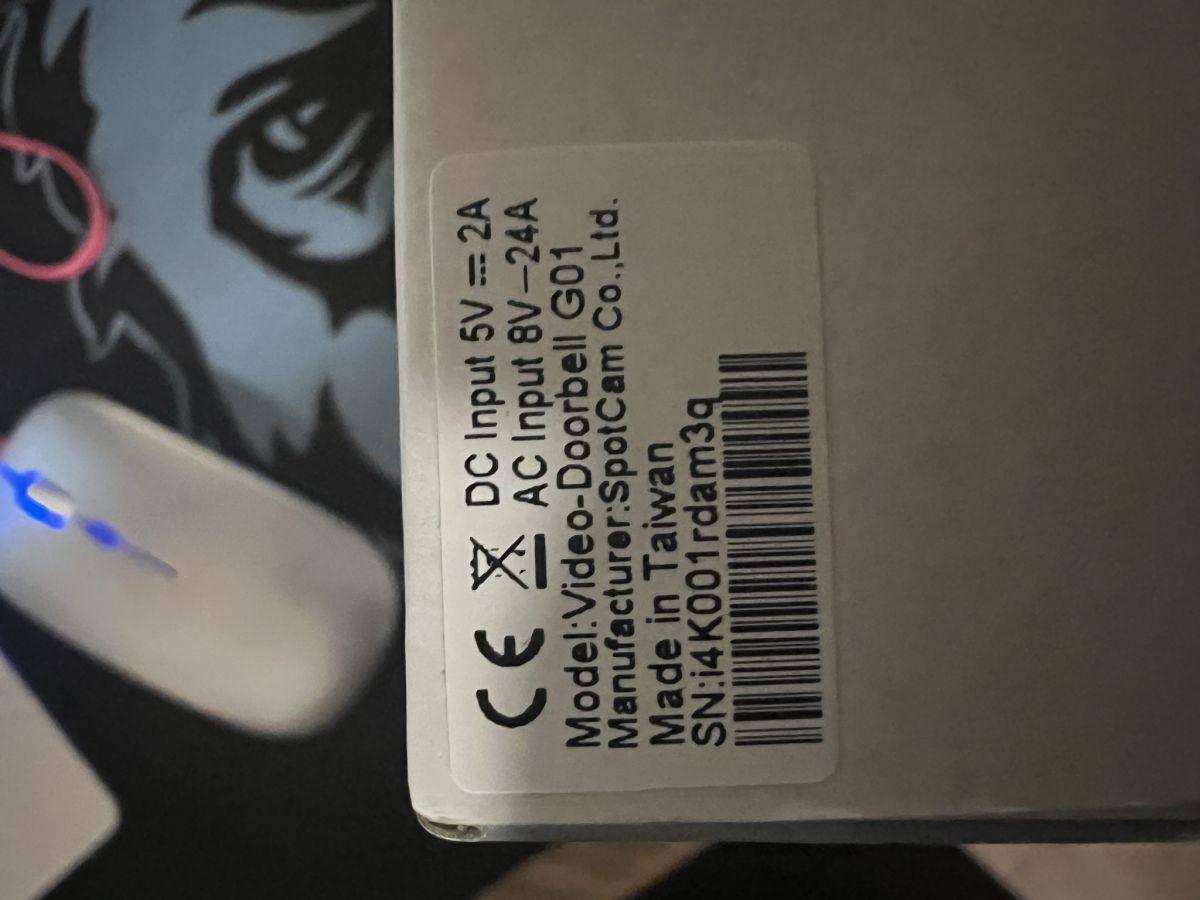 DC Input 5V ⎓ 2A
AC Input 8V–24A
CE
Model:Video-Doorbell G01
Manufacturer:SpotCam Co.,Ltd.
Made in Taiwan
SN:i4K001rdam3q